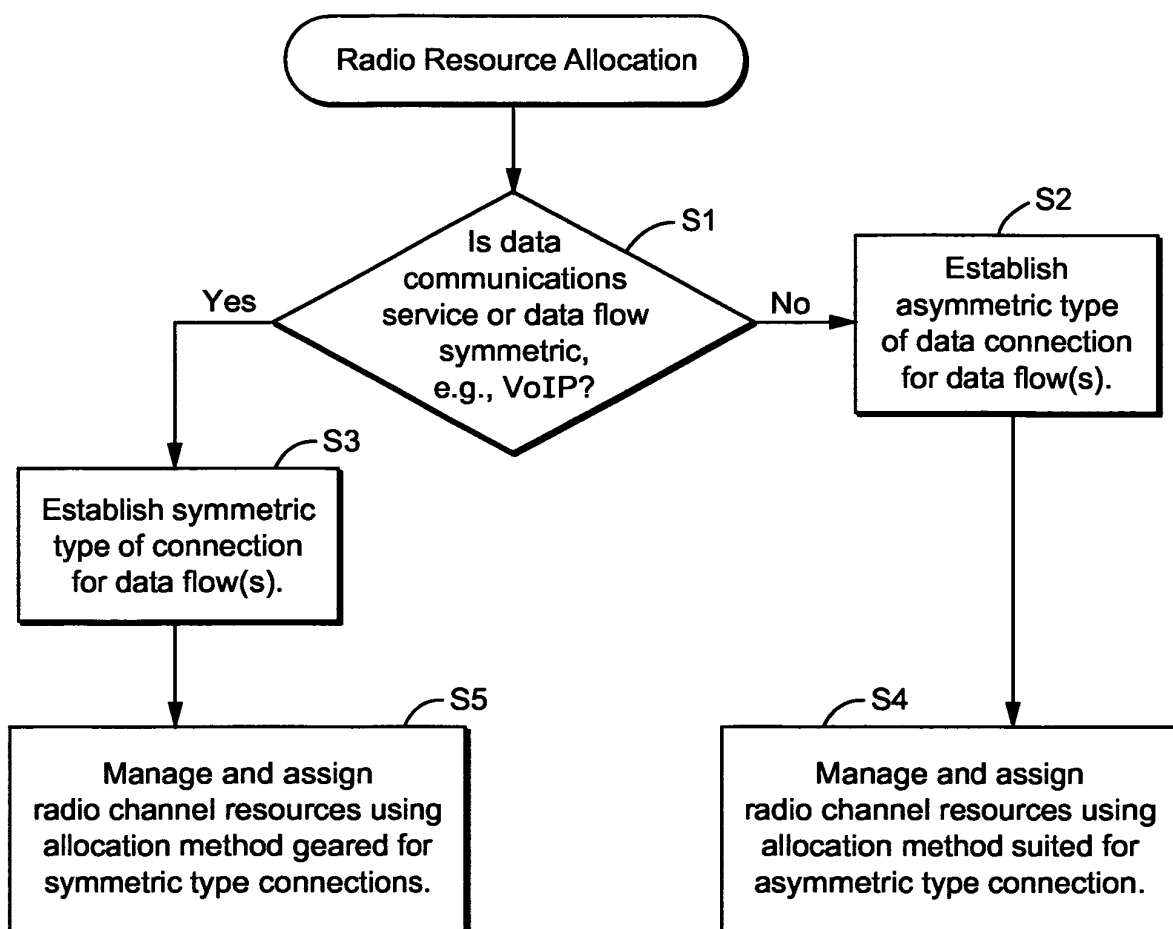 Radio Resource Allocation
S1
Is data
communications
service or data flow
symmetric,
e.g., VoIP?
Yes
No
S2
Establish
asymmetric type
of data connection
for data flow(s).
S3
Establish symmetric
type of connection
for data flow(s).
S5
Manage and assign
radio channel resources using
allocation method geared for
symmetric type connections.
S4
Manage and assign
radio channel resources using
allocation method suited for
asymmetric type connection.